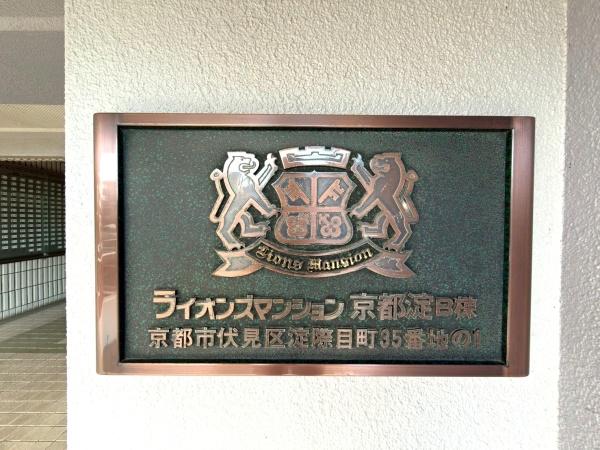 Lions Mansion
ライオンズマンション 京都淀B棟
京都市伏見区淀際目町35番地の1